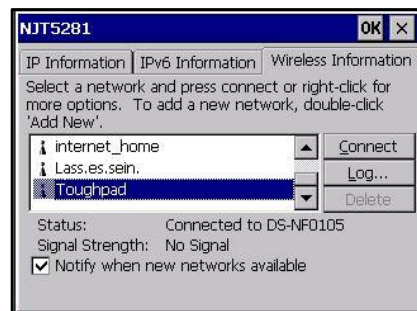 NJT5281 OK ×
IP Information IPv6 Information Wireless Information
Select a network and press connect or right-click
for more options. To add a new network, double-click
'Add New'.
internet_home
Lass.es.sein.
Toughpad
Connect
Log...
Delete
Status: Connected to DS-NF0105
Signal Strength: No Signal
Notify when new networks available